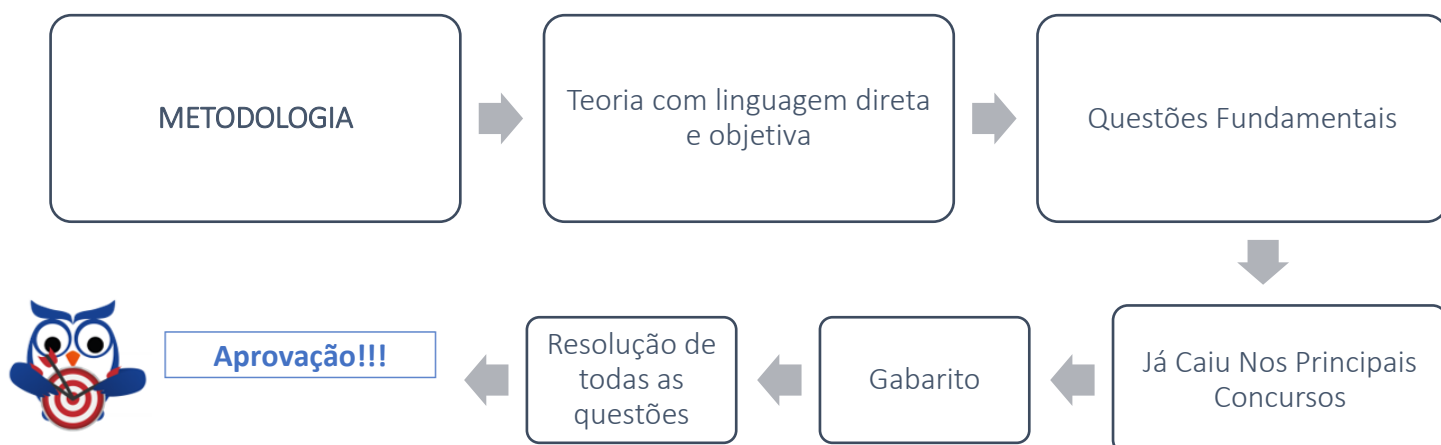 METODOLOGIA
Teoria com linguagem direta
e objetiva
Questões Fundamentais
Já Caiu Nos Principais
Concursos
Gabarito
Resolução de
todas as
questões
Aprovação!!!